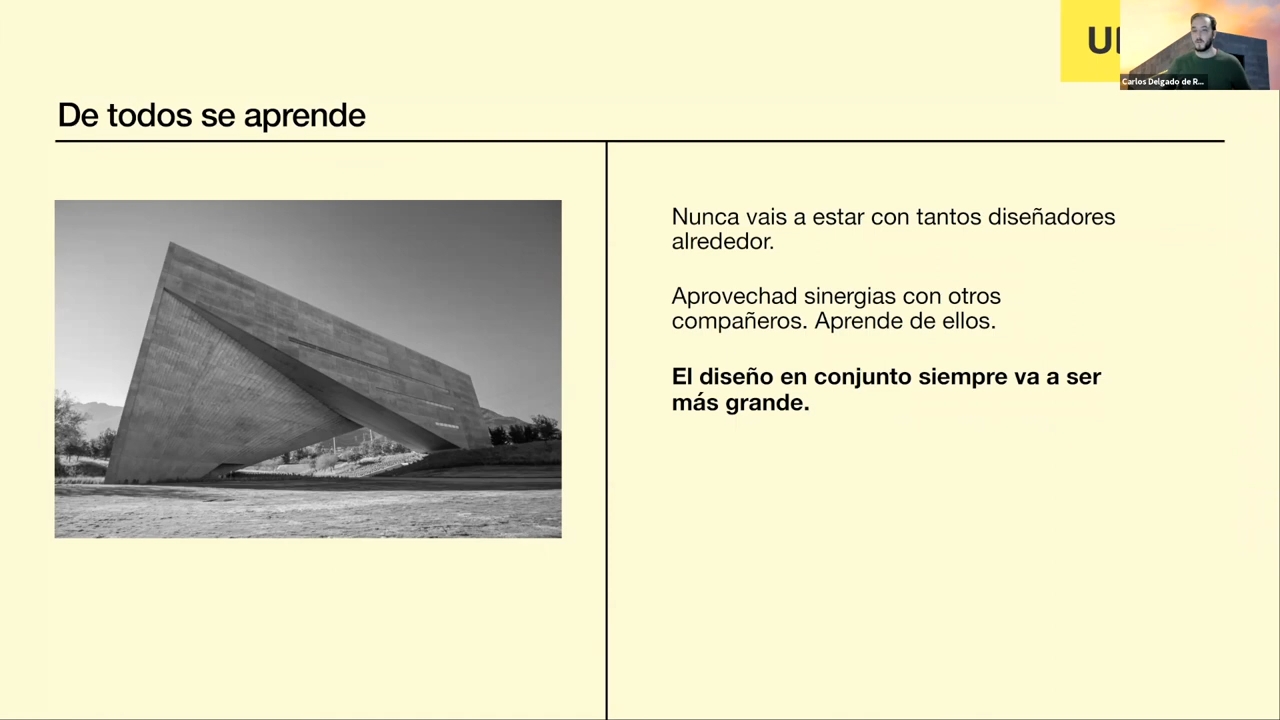 De todos se aprende
Nunca vais a estar con tantos diseñadores
alrededor.
Aprovechad sinergias con otros
compañeros. Aprende de ellos.
El diseño en conjunto siempre va a ser
más grande.
Carlos Delgado de R...